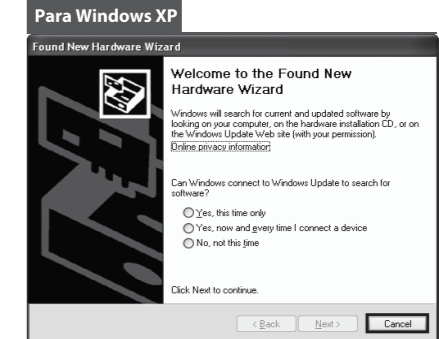 Para Windows XP
Found New Hardware Wizard
Welcome to the Found New
Hardware Wizard
Windows will search for current and updated software by
looking on your computer, on the hardware installation CD, or on
the Windows Update Web site (with your permission).
Online privacy information
Can Windows connect to Windows Update to search for
software?
Yes, this time only
Yes, now and every time I connect a device
No, not this time
Click Next to continue.
< Back
Next >
Cancel